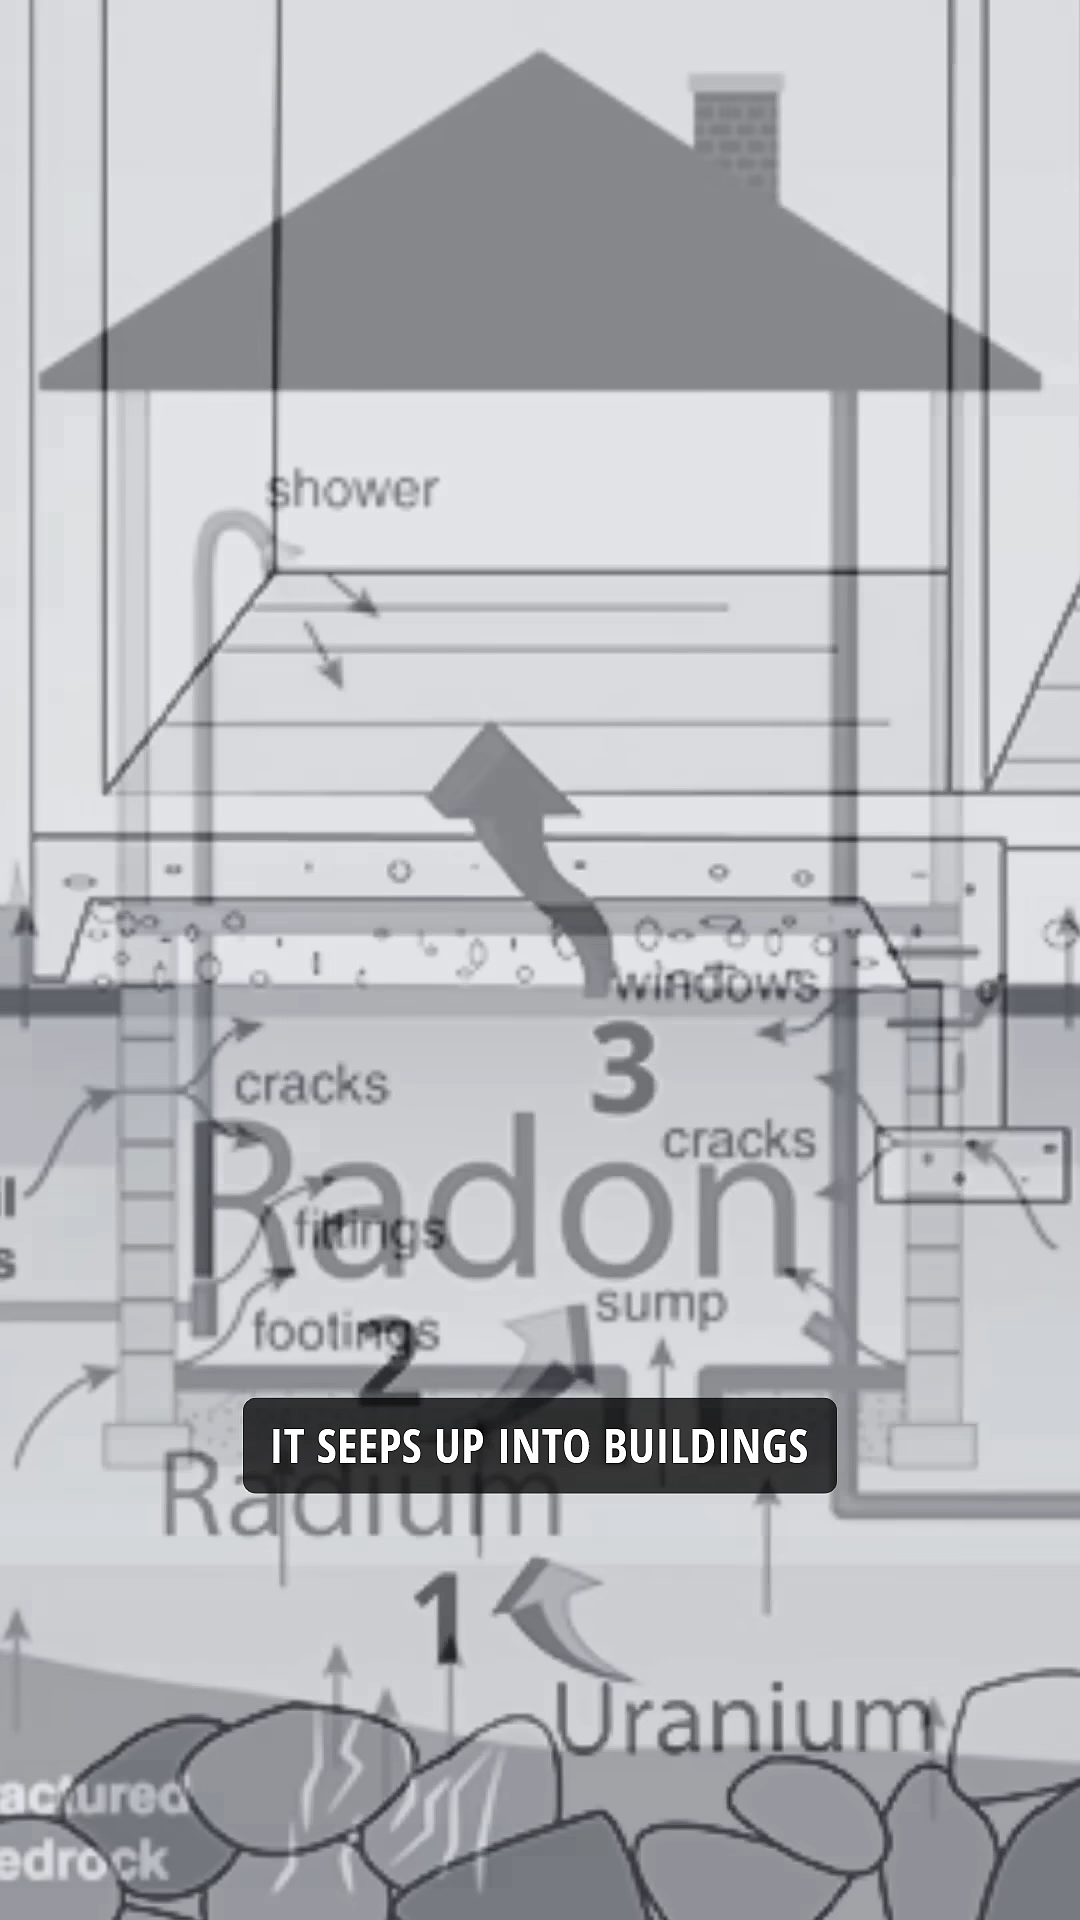 shower
windows
3
cracks
cracks
Radon
fittings
sump
footings
2
IT SEEPS UP INTO BUILDINGS
Radium
1
Uranium
actured
edrock